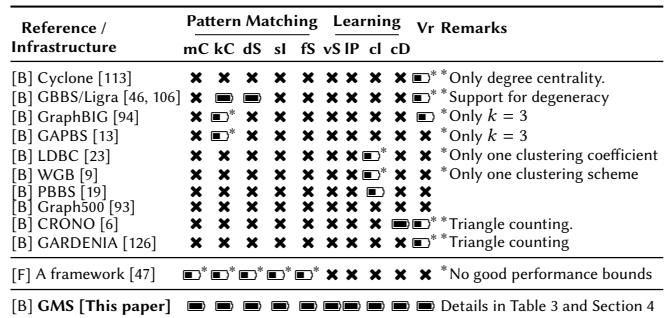 Reference / Infrastructure Pattern Matching Learning Vr Remarks
mC kC dS sI fS vS lP cl cD
[B] Cyclone [113] ✖ ✖ ✖ ✖ ✖ ✖ ✖ ✖ ✖ * *Only degree centrality.
[B] GBBS/Ligra [46, 106] ✖ ✖ ✖ ✖ ✖ ✖ ✖ * *Support for degeneracy
[B] GraphBIG [94] ✖ * ✖ ✖ ✖ ✖ ✖ ✖ ✖ *Only k = 3
[B] GAPBS [13] ✖ * ✖ ✖ ✖ ✖ ✖ ✖ ✖ ✖ *Only k = 3
[B] LDBC [23] ✖ ✖ ✖ ✖ ✖ ✖ ✖ * ✖ ✖ *Only one clustering coefficient
[B] WGB [9] ✖ ✖ ✖ ✖ ✖ ✖ ✖ * ✖ ✖ *Only one clustering scheme
[B] PBBS [19] ✖ ✖ ✖ ✖ ✖ ✖ ✖ ✖ ✖
[B] Graph500 [93] ✖ ✖ ✖ ✖ ✖ ✖ ✖ ✖ ✖ ✖
[B] CRONO [6] ✖ ✖ ✖ ✖ ✖ ✖ ✖ ✖ * *Triangle counting.
[B] GARDENIA [126] ✖ ✖ ✖ ✖ ✖ ✖ ✖ ✖ ✖ * *Triangle counting
[F] A framework [47] * * * * * ✖ ✖ ✖ ✖ ✖ *No good performance bounds
[B] GMS [This paper] Details in Table 3 and Section 4